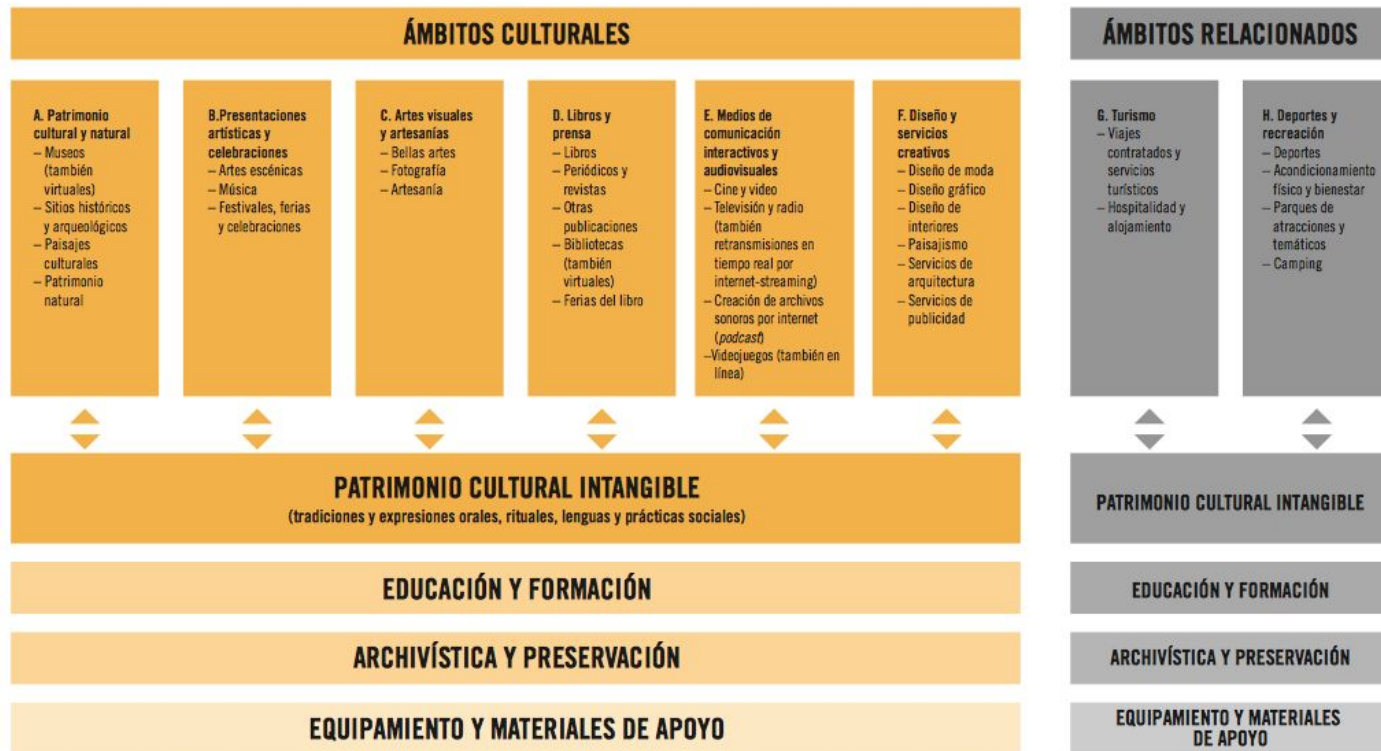 ÁMBITOS CULTURALES
A. Patrimonio
cultural y natural
– Museos
(también
virtuales)
– Sitios históricos
y arqueológicos
– Paisajes
culturales
– Patrimonio
natural
B.Presentaciones
artísticas y
celebraciones
– Artes escénicas
– Música
– Festivales, ferias
y celebraciones
C. Artes visuales
y artesanías
– Bellas artes
– Fotografía
– Artesanía
D. Libros y
prensa
– Libros
– Periódicos y
revistas
– Otras
publicaciones
– Bibliotecas
(también
virtuales)
– Ferias del libro
E. Medios de
comunicación
interactivos y
audiovisuales
– Cine y video
– Televisión y radio
(también
retransmisiones en
tiempo real por
internet-streaming)
– Creación de archivos
sonoros por internet
(podcast)
–Videojuegos (también en
línea)
F. Diseño y
servicios
creativos
– Diseño de moda
– Diseño gráfico
– Diseño de
interiores
– Paisajismo
– Servicios de
arquitectura
– Servicios de
publicidad
PATRIMONIO CULTURAL INTANGIBLE
(tradiciones y expresiones orales, rituales, lenguas y prácticas sociales)
EDUCACIÓN Y FORMACIÓN
ARCHIVÍSTICA Y PRESERVACIÓN
EQUIPAMIENTO Y MATERIALES DE APOYO
ÁMBITOS RELACIONADOS
G. Turismo
– Viajes
contratados y
servicios
turísticos
– Hospitalidad y
alojamiento
H. Deportes y
recreación
– Deportes
– Acondicionamiento
físico y bienestar
– Parques de
atracciones y
temáticos
– Camping
PATRIMONIO CULTURAL INTANGIBLE
EDUCACIÓN Y FORMACIÓN
ARCHIVÍSTICA Y PRESERVACIÓN
EQUIPAMIENTO Y MATERIALES
DE APOYO